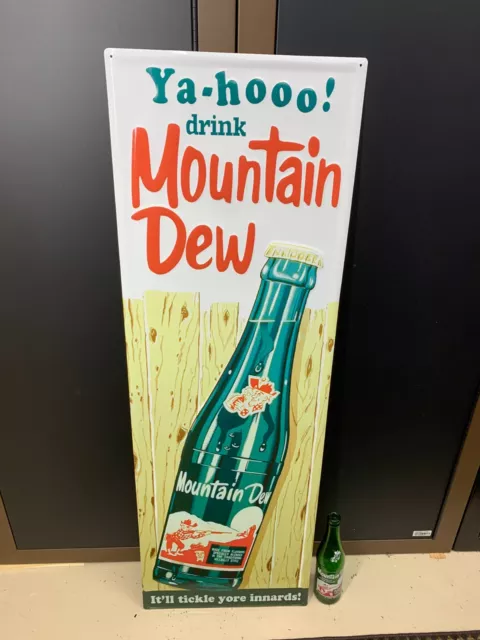 Ya-hooo!
drink
Mountain
Dew
Mountain Dew
It'll tickle yore innards!